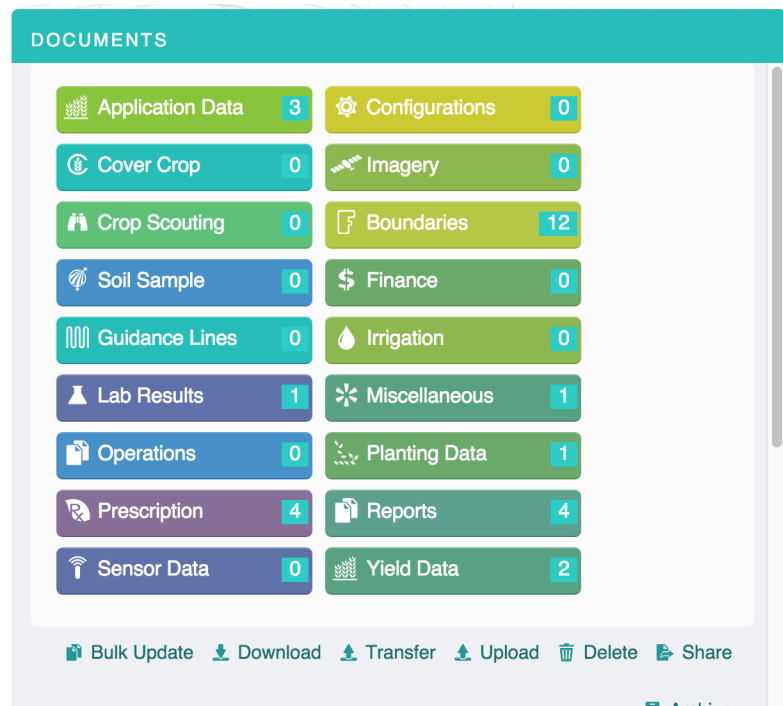 DOCUMENTS
Application Data 3 Configurations 0
Cover Crop 0 Imagery 0
Crop Scouting 0 Boundaries 12
Soil Sample 0 Finance 0
Guidance Lines 0 Irrigation 0
Lab Results 1 Miscellaneous 1
Operations 0 Planting Data 1
Prescription 4 Reports 4
Sensor Data 0 Yield Data 2
Bulk Update Download Transfer Upload Delete Share